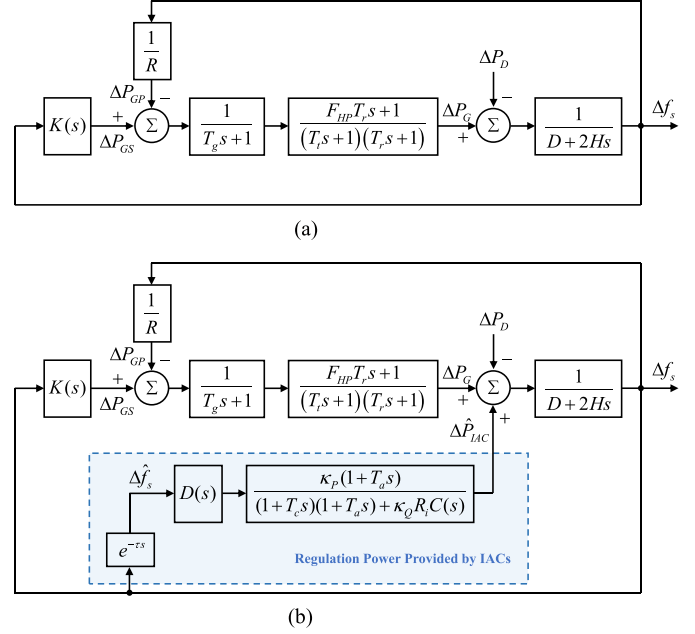 1/R
ΔP_D
ΔP_GP −
−
K(s) + Σ 1/(T_g s+1) (F_HP T_r s+1)/((T_t s+1)(T_r s+1)) ΔP_G Σ 1/(D+2Hs) Δf_s
ΔP_GS +
(a)
1/R
ΔP_D
ΔP_GP −
−
K(s) + Σ 1/(T_g s+1) (F_HP T_r s+1)/((T_t s+1)(T_r s+1)) ΔP_G Σ 1/(D+2Hs) Δf_s
ΔP_GS + +
ΔP̂_IAC
Δf̂_s D(s) κ_P(1+T_a s)/((1+T_c s)(1+T_a s)+κ_Q R_i C(s))
e^{−τs}
Regulation Power Provided by IACs
(b)